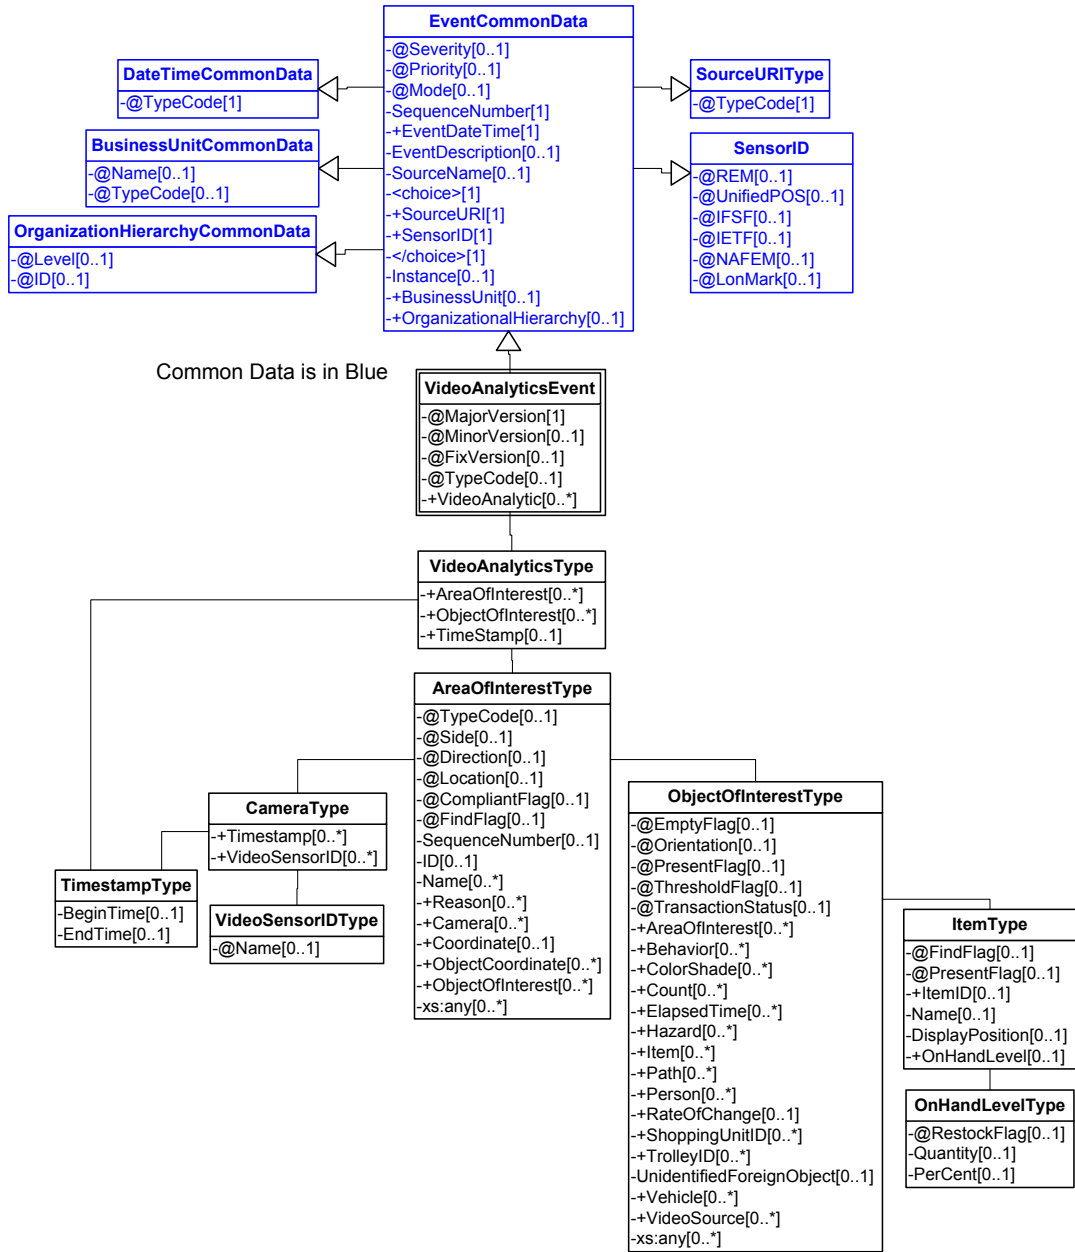 EventCommonData
-@Severity[0..1]
-@Priority[0..1]
-@Mode[0..1]
-SequenceNumber[1]
-+EventDateTime[1]
-EventDescription[0..1]
-SourceName[0..1]
-<choice>[1]
-+SourceURI[1]
-+SensorID[1]
-</choice>[1]
-Instance[0..1]
-+BusinessUnit[0..1]
-+OrganizationalHierarchy[0..1]
DateTimeCommonData
-@TypeCode[1]
BusinessUnitCommonData
-@Name[0..1]
-@TypeCode[0..1]
OrganizationHierarchyCommonData
-@Level[0..1]
-@ID[0..1]
SourceURIType
-@TypeCode[1]
SensorID
-@REM[0..1]
-@UnifiedPOS[0..1]
-@IFSF[0..1]
-@IETF[0..1]
-@NAFEM[0..1]
-@LonMark[0..1]
Common Data is in Blue
VideoAnalyticsEvent
-@MajorVersion[1]
-@MinorVersion[0..1]
-@FixVersion[0..1]
-@TypeCode[0..1]
-+VideoAnalytic[0..*]
VideoAnalyticsType
-+AreaOfInterest[0..*]
-+ObjectOfInterest[0..*]
-+TimeStamp[0..1]
AreaOfInterestType
-@TypeCode[0..1]
-@Side[0..1]
-@Direction[0..1]
-@Location[0..1]
-@CompliantFlag[0..1]
-@FindFlag[0..1]
-SequenceNumber[0..1]
-ID[0..1]
-Name[0..*]
-+Reason[0..*]
-+Camera[0..*]
-+Coordinate[0..1]
-+ObjectCoordinate[0..*]
-+ObjectOfInterest[0..*]
-xs:any[0..*]
CameraType
-+Timestamp[0..*]
-+VideoSensorID[0..*]
TimestampType
-BeginTime[0..1]
-EndTime[0..1]
VideoSensorIDType
-@Name[0..1]
ObjectOfInterestType
-@EmptyFlag[0..1]
-@Orientation[0..1]
-@PresentFlag[0..1]
-@ThresholdFlag[0..1]
-@TransactionStatus[0..1]
-+AreaOfInterest[0..*]
-+Behavior[0..*]
-+ColorShade[0..*]
-+Count[0..*]
-+ElapsedTime[0..*]
-+Hazard[0..*]
-+Item[0..*]
-+Path[0..*]
-+Person[0..*]
-+RateOfChange[0..1]
-+ShoppingUnitID[0..*]
-+TrolleyID[0..*]
-UnidentifiedForeignObject[0..1]
-+Vehicle[0..*]
-+VideoSource[0..*]
-xs:any[0..*]
ItemType
-@FindFlag[0..1]
-@PresentFlag[0..1]
-+ItemID[0..1]
-Name[0..1]
-DisplayPosition[0..1]
-+OnHandLevel[0..1]
OnHandLevelType
-@RestockFlag[0..1]
-Quantity[0..1]
-PerCent[0..1]